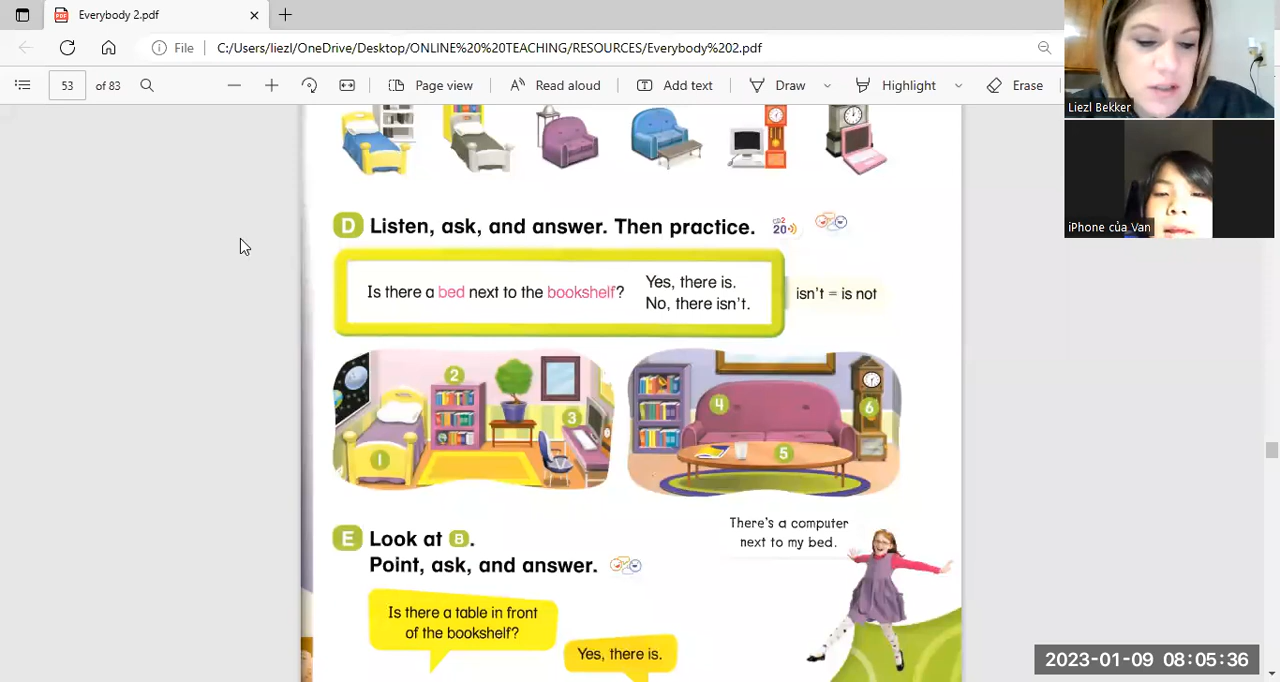 Everybody 2.pdf
File
C:/Users/liezl/OneDrive/Desktop/ONLINE%20%20TEACHING/RESOURCES/Everybody%202.pdf
53 of 83
Page view
Read aloud
Add text
Draw
Highlight
Erase
Liezl Bekker
iPhone của Van
D Listen, ask, and answer. Then practice.
CD2
20
Is there a bed next to the bookshelf?
Yes, there is.
No, there isn't.
isn't = is not
1
2
3
4
5
6
E Look at B.
Point, ask, and answer.
There's a computer
next to my bed.
Is there a table in front
of the bookshelf?
Yes, there is.
2023-01-09 08:05:36